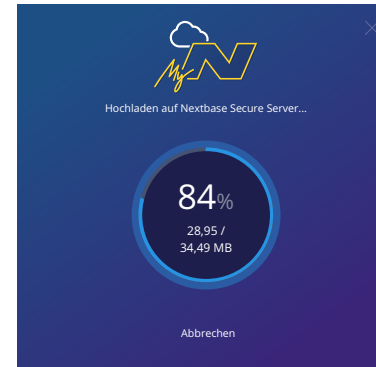 My N
Hochladen auf Nextbase Secure Server...
84%
28,95 /
34,49 MB
Abbrechen